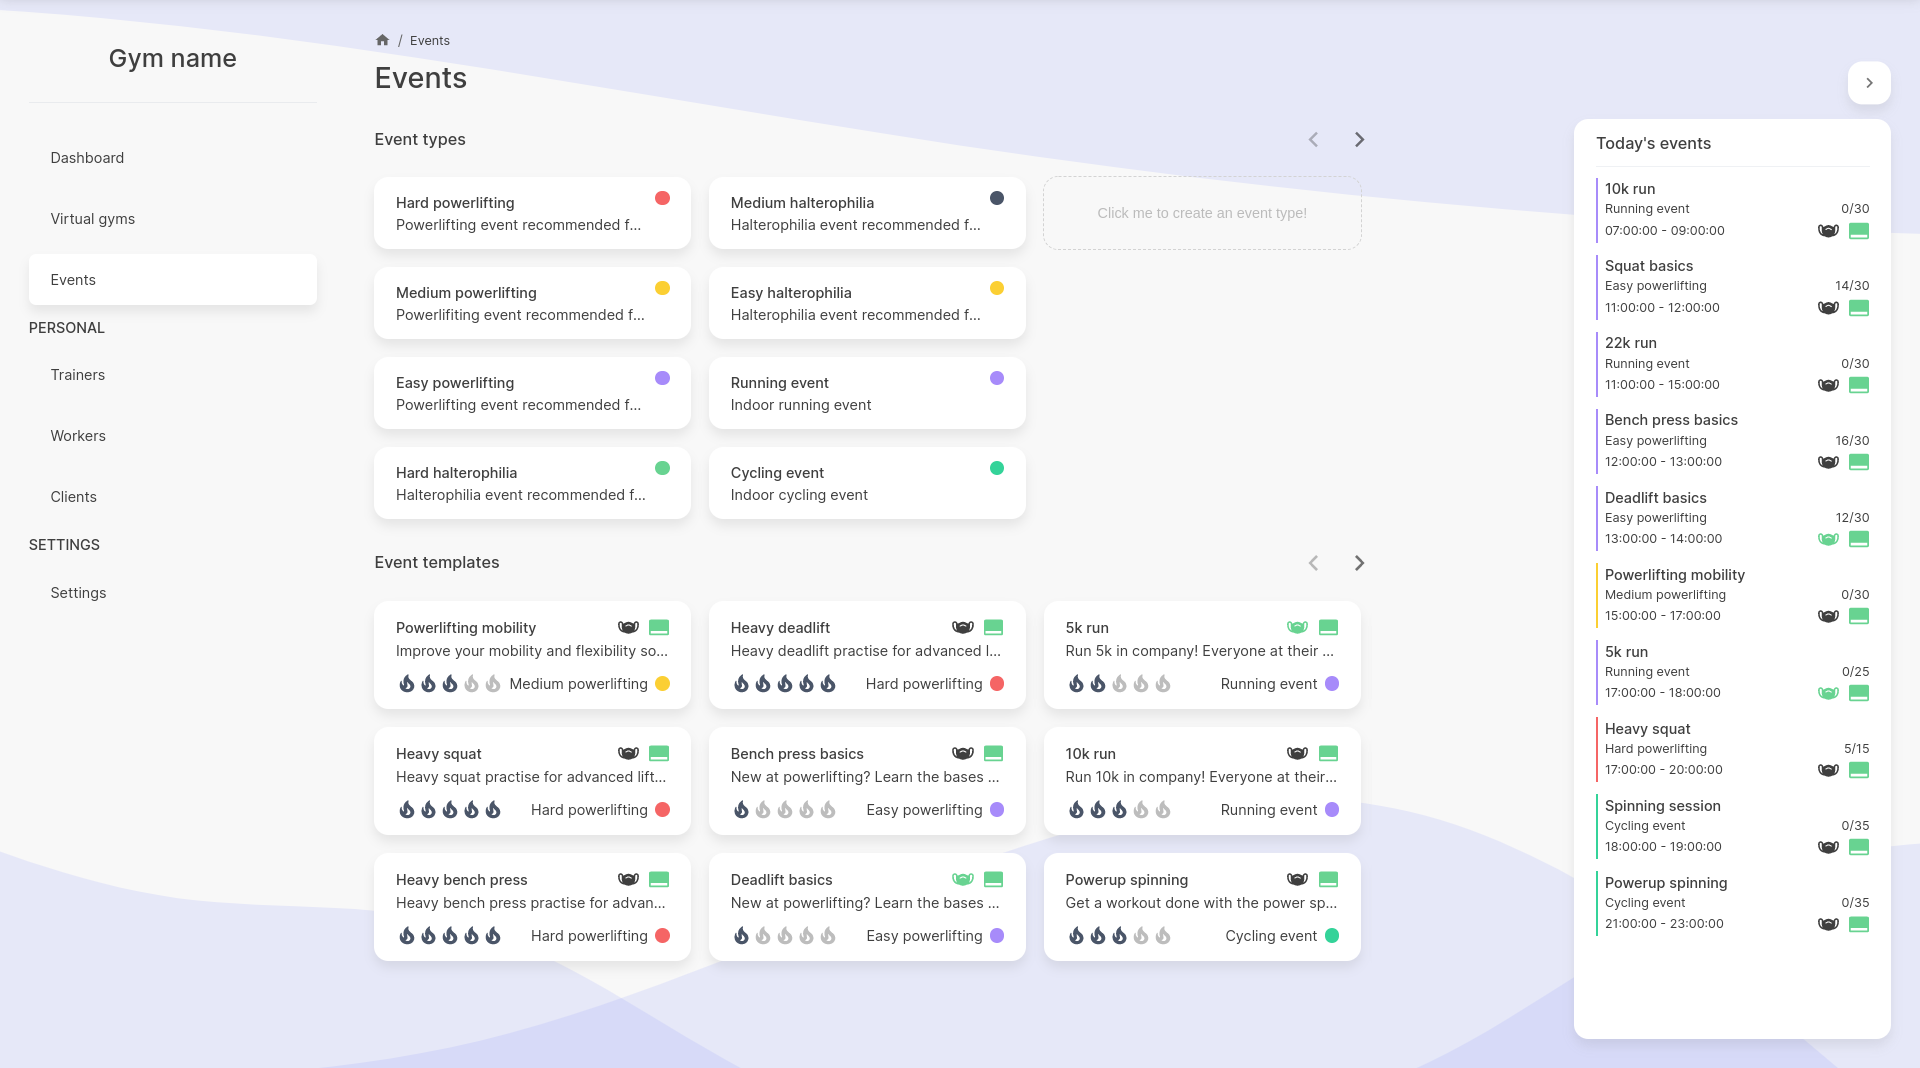 Gym name
Dashboard
Virtual gyms
Events
PERSONAL
Trainers
Workers
Clients
SETTINGS
Settings
/ Events
Events
Event types
Hard powerlifting
Powerlifting event recommended f...
Medium halterophilia
Halterophilia event recommended f...
Click me to create an event type!
Medium powerlifting
Powerlifiting event recommended f...
Easy halterophilia
Halterophilia event recommended f...
Easy powerlifting
Powerlifting event recommended f...
Running event
Indoor running event
Hard halterophilia
Halterophilia event recommended f...
Cycling event
Indoor cycling event
Event templates
Powerlifting mobility
Improve your mobility and flexibility so...
Medium powerlifting
Heavy deadlift
Heavy deadlift practise for advanced l...
Hard powerlifting
5k run
Run 5k in company! Everyone at their ...
Running event
Heavy squat
Heavy squat practise for advanced lift...
Hard powerlifting
Bench press basics
New at powerlifting? Learn the bases ...
Easy powerlifting
10k run
Run 10k in company! Everyone at their...
Running event
Heavy bench press
Heavy bench press practise for advan...
Hard powerlifting
Deadlift basics
New at powerlifting? Learn the bases ...
Easy powerlifting
Powerup spinning
Get a workout done with the power sp...
Cycling event
Today's events
10k run
Running event 0/30
07:00:00 - 09:00:00
Squat basics
Easy powerlifting 14/30
11:00:00 - 12:00:00
22k run
Running event 0/30
11:00:00 - 15:00:00
Bench press basics
Easy powerlifting 16/30
12:00:00 - 13:00:00
Deadlift basics
Easy powerlifting 12/30
13:00:00 - 14:00:00
Powerlifting mobility
Medium powerlifting 0/30
15:00:00 - 17:00:00
5k run
Running event 0/25
17:00:00 - 18:00:00
Heavy squat
Hard powerlifting 5/15
17:00:00 - 20:00:00
Spinning session
Cycling event 0/35
18:00:00 - 19:00:00
Powerup spinning
Cycling event 0/35
21:00:00 - 23:00:00